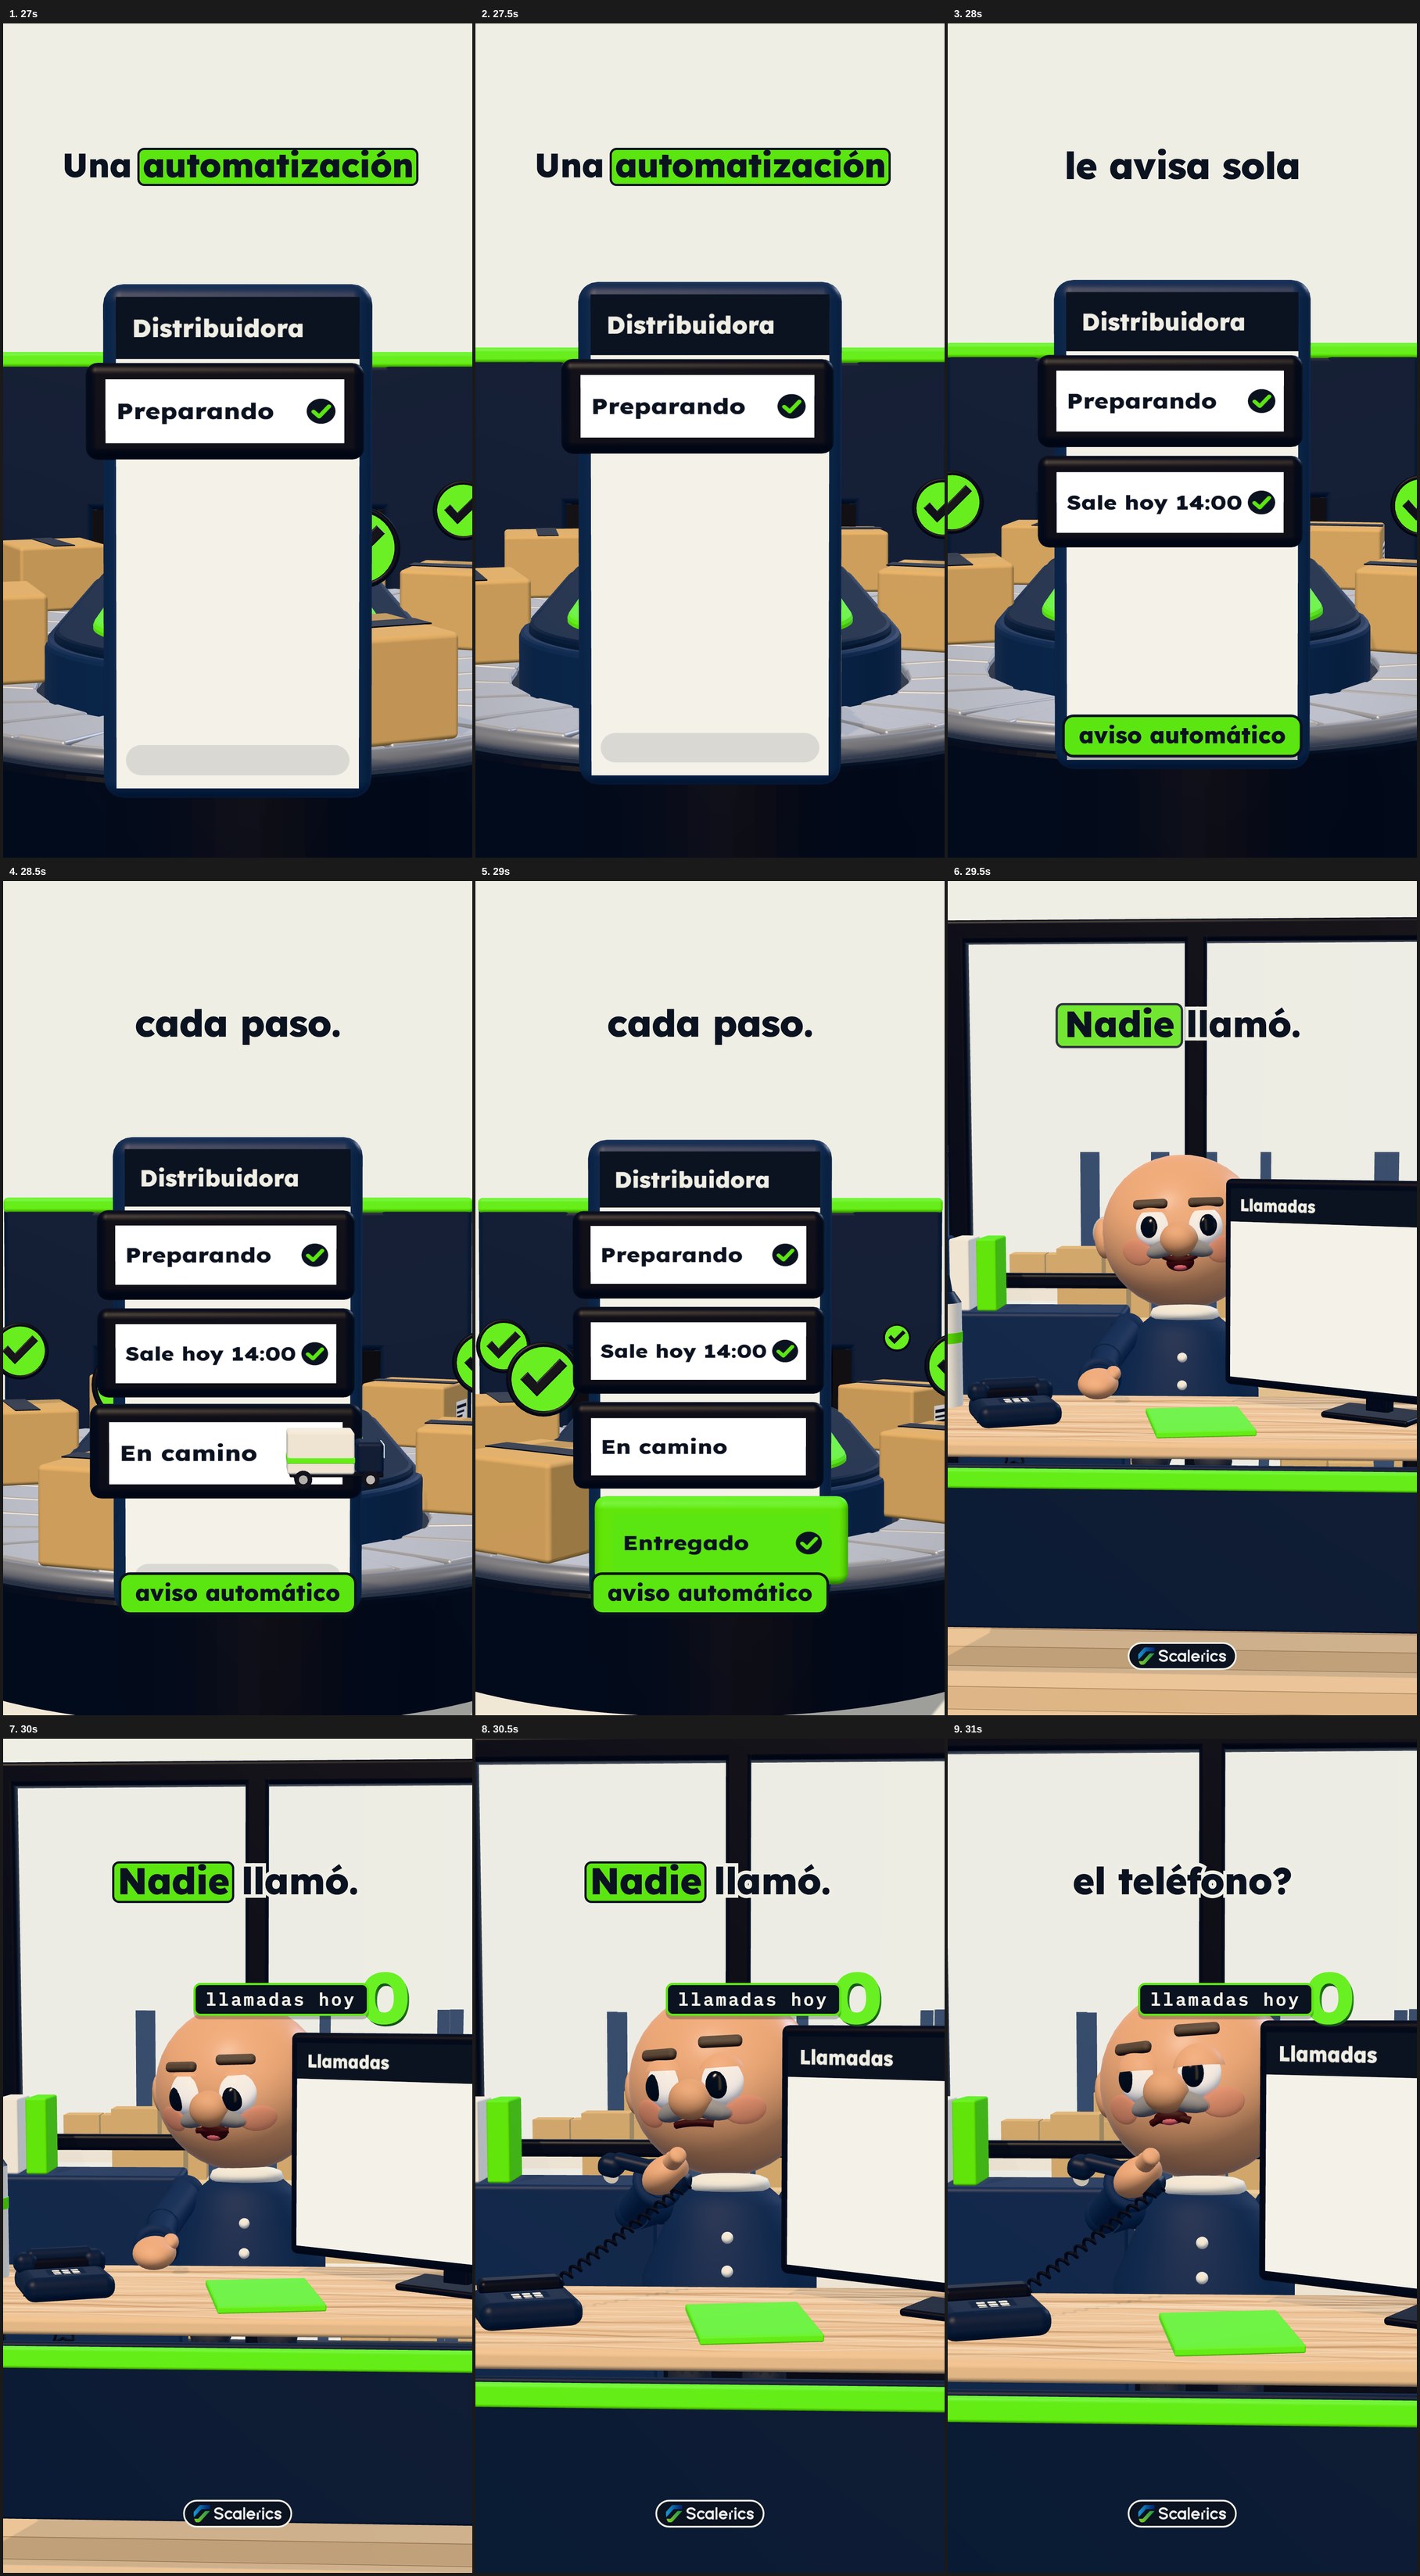 1. 27s
Una automatización
Distribuidora
Preparando
2. 27.5s
Una automatización
Distribuidora
Preparando
3. 28s
le avisa sola
Distribuidora
Preparando
Sale hoy 14:00
aviso automático
4. 28.5s
cada paso.
Distribuidora
Preparando
Sale hoy 14:00
En camino
aviso automático
5. 29s
cada paso.
Distribuidora
Preparando
Sale hoy 14:00
En camino
Entregado
aviso automático
6. 29.5s
Nadie llamó.
Llamadas
Scalerics
7. 30s
Nadie llamó.
llamadas hoy 0
Llamadas
Scalerics
8. 30.5s
Nadie llamó.
llamadas hoy 0
Llamadas
Scalerics
9. 31s
el teléfono?
llamadas hoy 0
Llamadas
Scalerics